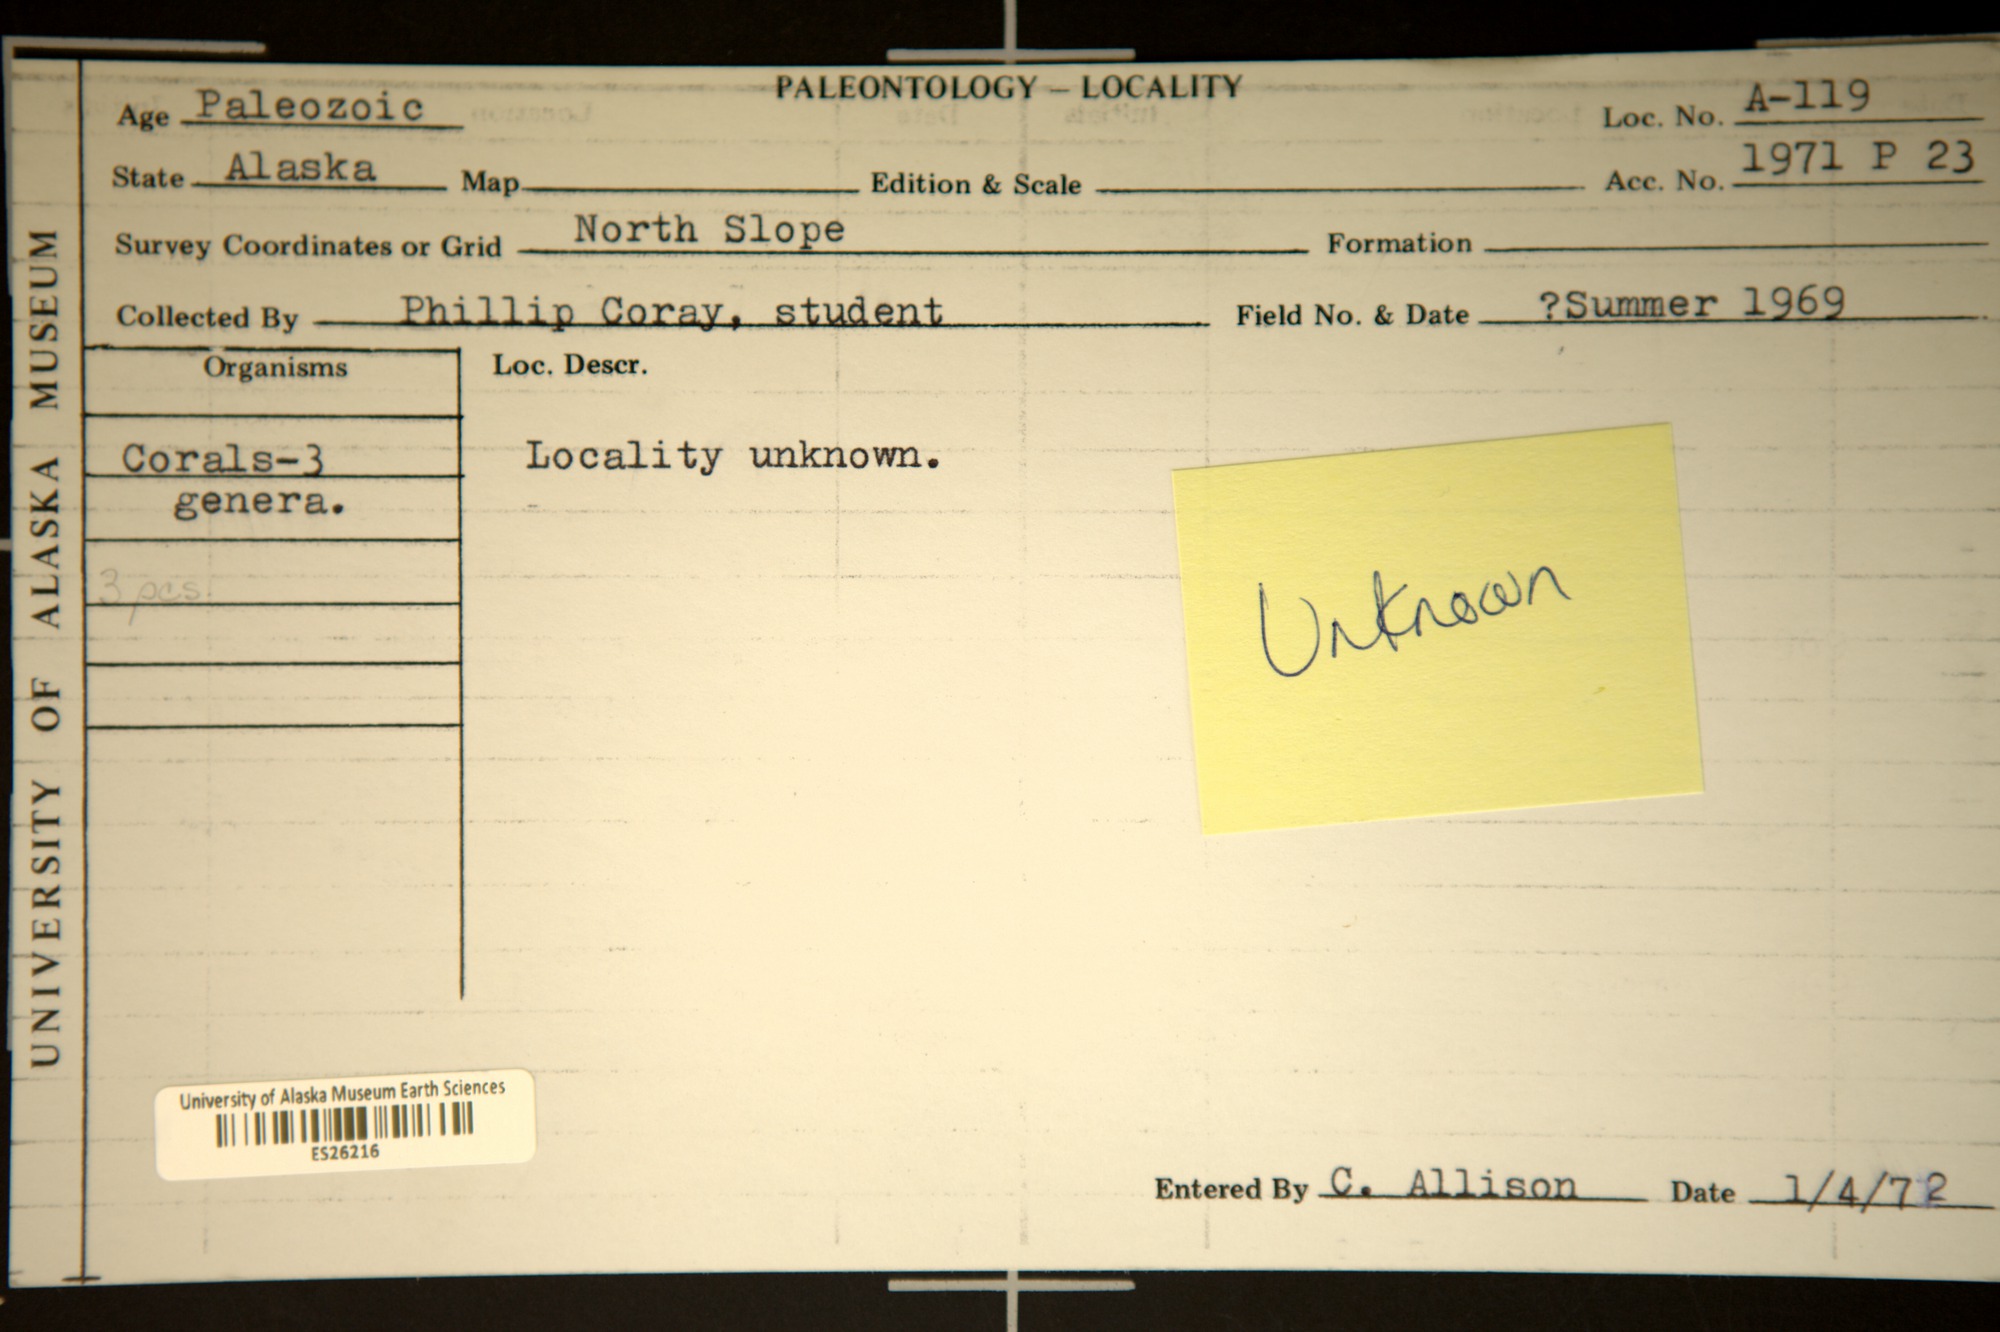 PALEONTOLOGY – LOCALITY
Age Paleozoic Loc. No. A-119
State Alaska Map Edition & Scale Acc. No. 1971 P 23
Survey Coordinates or Grid North Slope Formation
Collected By Phillip Coray, student Field No. & Date ?Summer 1969
Organisms Loc. Descr.
Corals-3 Locality unknown.
genera.
3 pcs.
Unknown
UNIVERSITY OF ALASKA MUSEUM
University of Alaska Museum Earth Sciences
ES26216
Entered By C. Allison Date 1/4/72